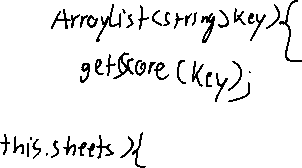 ArrayList<String> key){
getScore(key);
this.sheets){